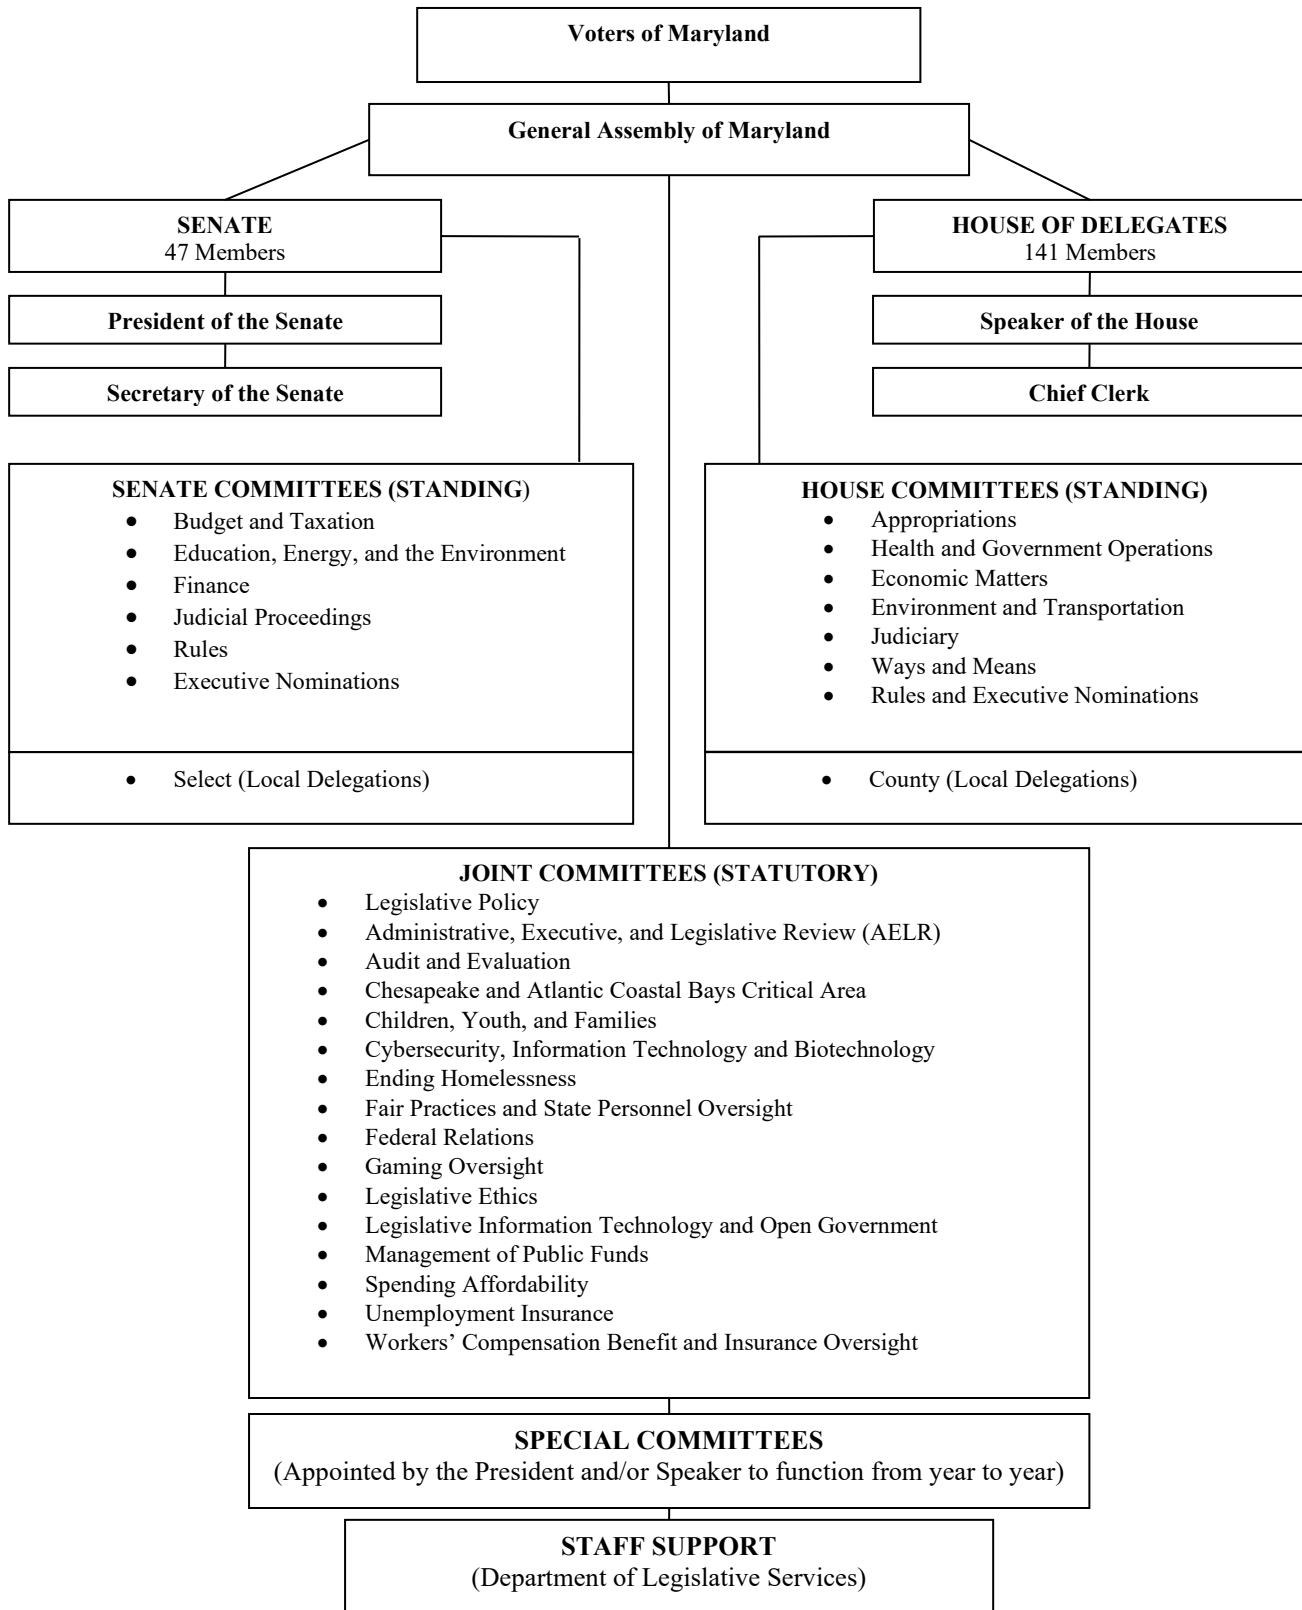 Voters of Maryland
General Assembly of Maryland
SENATE
47 Members
HOUSE OF DELEGATES
141 Members
President of the Senate
Speaker of the House
Secretary of the Senate
Chief Clerk
SENATE COMMITTEES (STANDING)
• Budget and Taxation
• Education, Energy, and the Environment
• Finance
• Judicial Proceedings
• Rules
• Executive Nominations
• Select (Local Delegations)
HOUSE COMMITTEES (STANDING)
• Appropriations
• Health and Government Operations
• Economic Matters
• Environment and Transportation
• Judiciary
• Ways and Means
• Rules and Executive Nominations
• County (Local Delegations)
JOINT COMMITTEES (STATUTORY)
• Legislative Policy
• Administrative, Executive, and Legislative Review (AELR)
• Audit and Evaluation
• Chesapeake and Atlantic Coastal Bays Critical Area
• Children, Youth, and Families
• Cybersecurity, Information Technology and Biotechnology
• Ending Homelessness
• Fair Practices and State Personnel Oversight
• Federal Relations
• Gaming Oversight
• Legislative Ethics
• Legislative Information Technology and Open Government
• Management of Public Funds
• Spending Affordability
• Unemployment Insurance
• Workers’ Compensation Benefit and Insurance Oversight
SPECIAL COMMITTEES
(Appointed by the President and/or Speaker to function from year to year)
STAFF SUPPORT
(Department of Legislative Services)